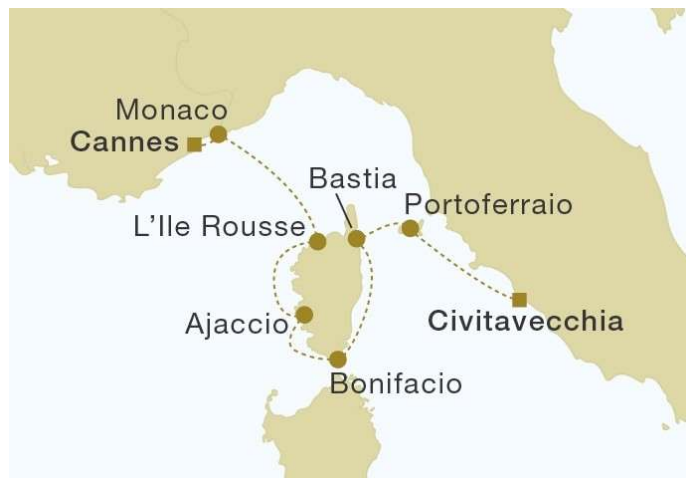 Monaco
Cannes
Bastia
Portoferraio
L'Ile Rousse
Ajaccio
Civitavecchia
Bonifacio